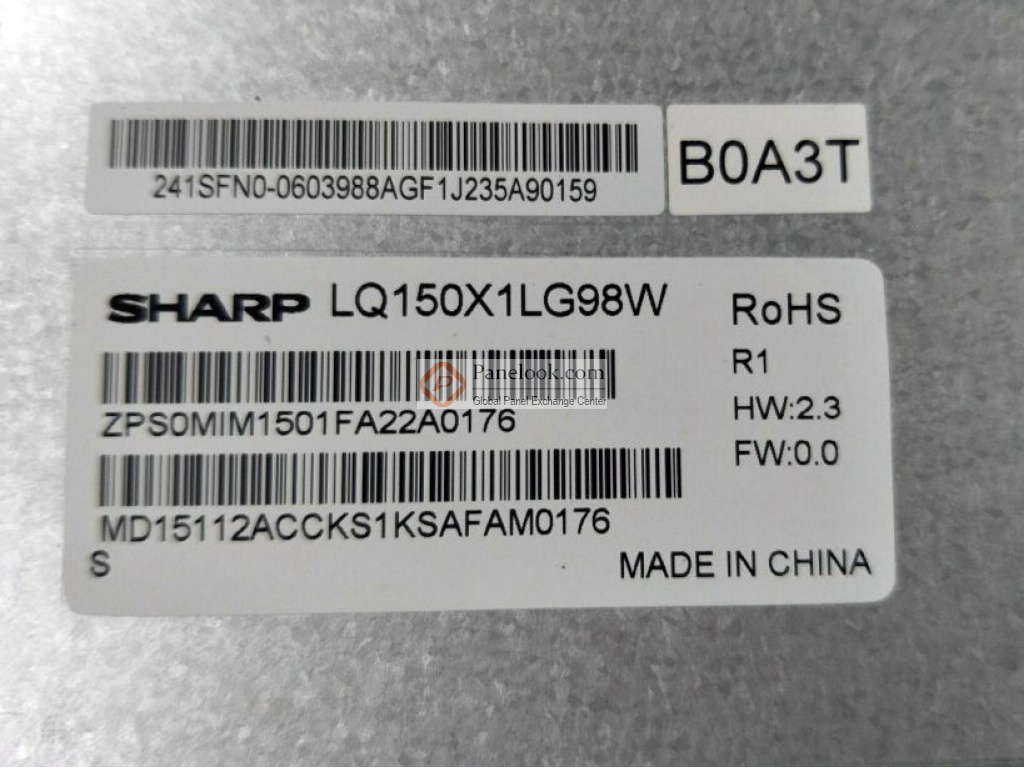 241SFN0-0603988AGF1J235A90159
B0A3T
SHARP LQ150X1LG98W
RoHS
R1
Panelook.com
Global Panel Exchange Center
ZPS0MIM1501FA22A0176
HW:2.3
FW:0.0
MD15112ACCKS1KSAFAM0176
S
MADE IN CHINA